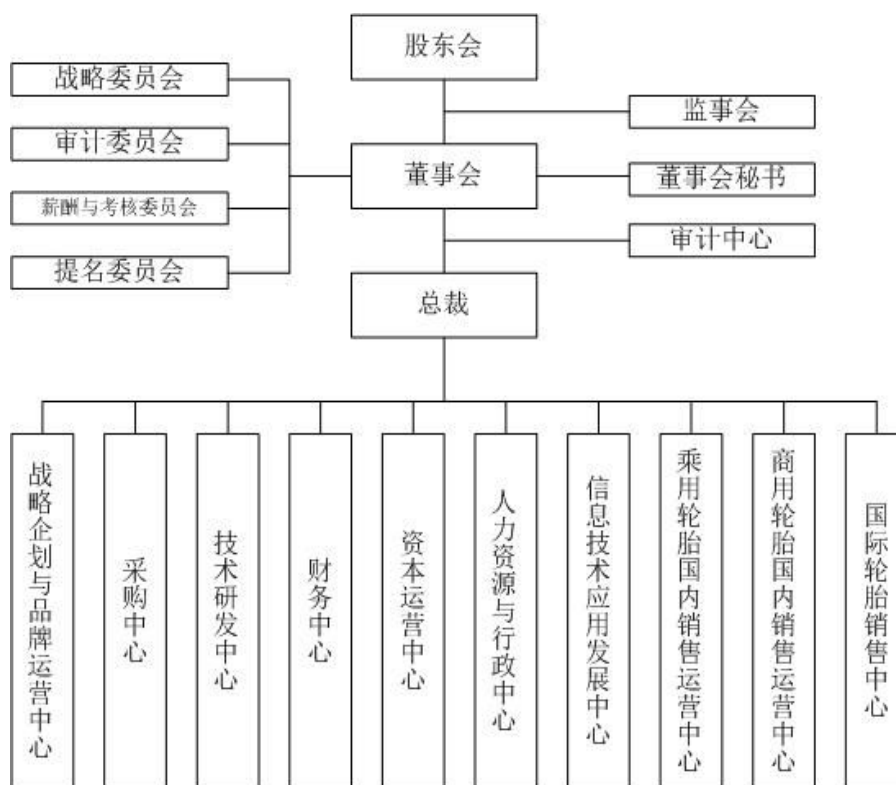 股东会
战略委员会
监事会
审计委员会
董事会
董事会秘书
薪酬与考核委员会
审计中心
提名委员会
总裁
战略企划与品牌运营中心
采购中心
技术研发中心
财务中心
资本运营中心
人力资源与行政中心
信息技术应用发展中心
乘用轮胎国内销售运营中心
商用轮胎国内销售运营中心
国际轮胎销售中心